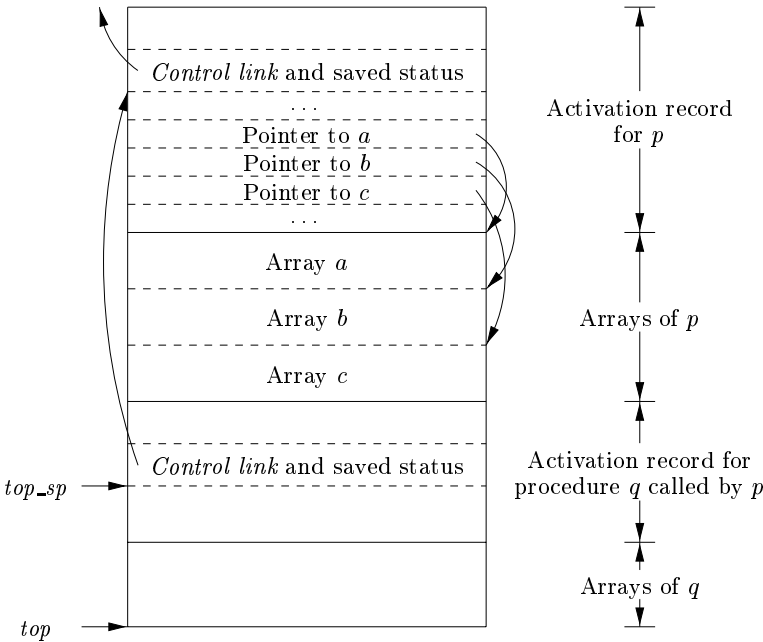 Control link and saved status
. . .
Pointer to a
Pointer to b
Pointer to c
. . .
Array a
Array b
Array c
Control link and saved status
top_sp
top
Activation record
for p
Arrays of p
Activation record for
procedure q called by p
Arrays of q